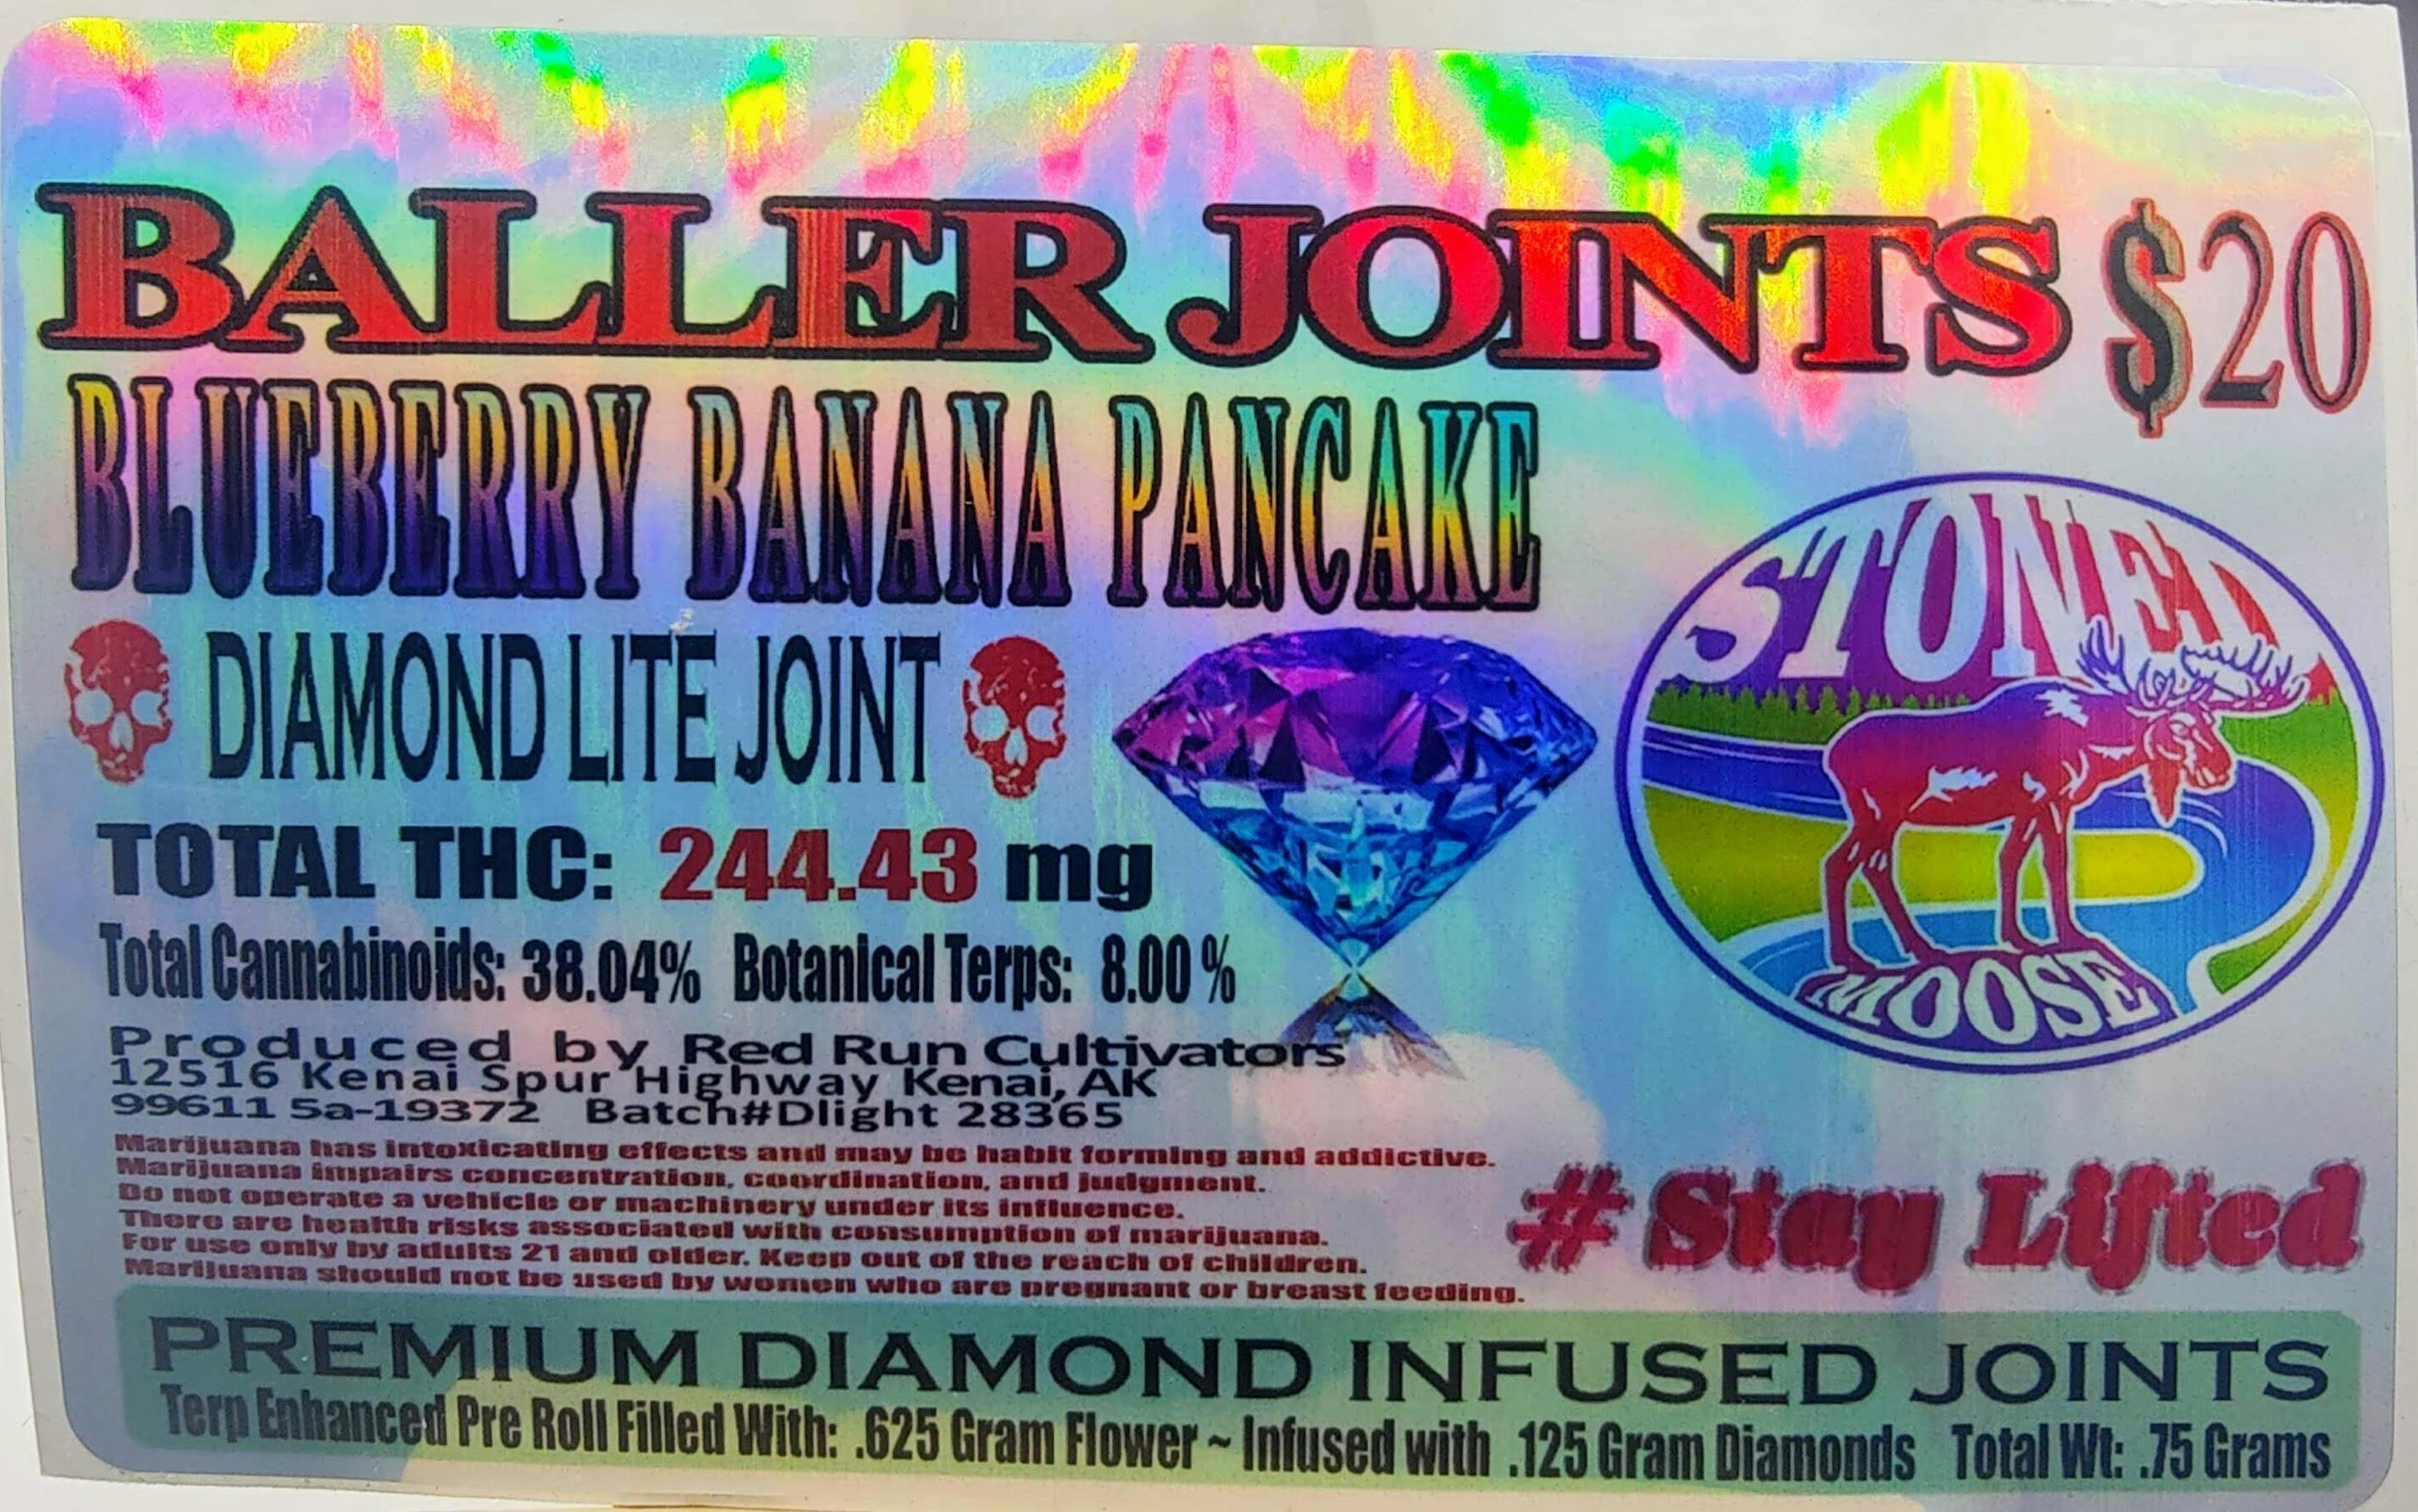 BALLER JOINTS $20
BLUEBERRY BANANA PANCAKE
DIAMOND LITE JOINT
STONED
MOOSE
TOTAL THC: 244.43 mg
Total Cannabinoids: 38.04% Botanical Terps: 8.00 %
Produced by Red Run Cultivators
12516 Kenai Spur Highway Kenai, AK
99611 5a-19372 Batch#Dlight 28365
Marijuana has intoxicating effects and may be habit forming and addictive.
Marijuana impairs concentration, coordination, and judgment.
Do not operate a vehicle or machinery under its influence.
There are health risks associated with consumption of marijuana.
For use only by adults 21 and older. Keep out of the reach of children.
Marijuana should not be used by women who are pregnant or breast feeding.
# Stay Lifted
PREMIUM DIAMOND INFUSED JOINTS
Terp Enhanced Pre Roll Filled With: .625 Gram Flower ~ Infused with .125 Gram Diamonds Total Wt: .75 Grams